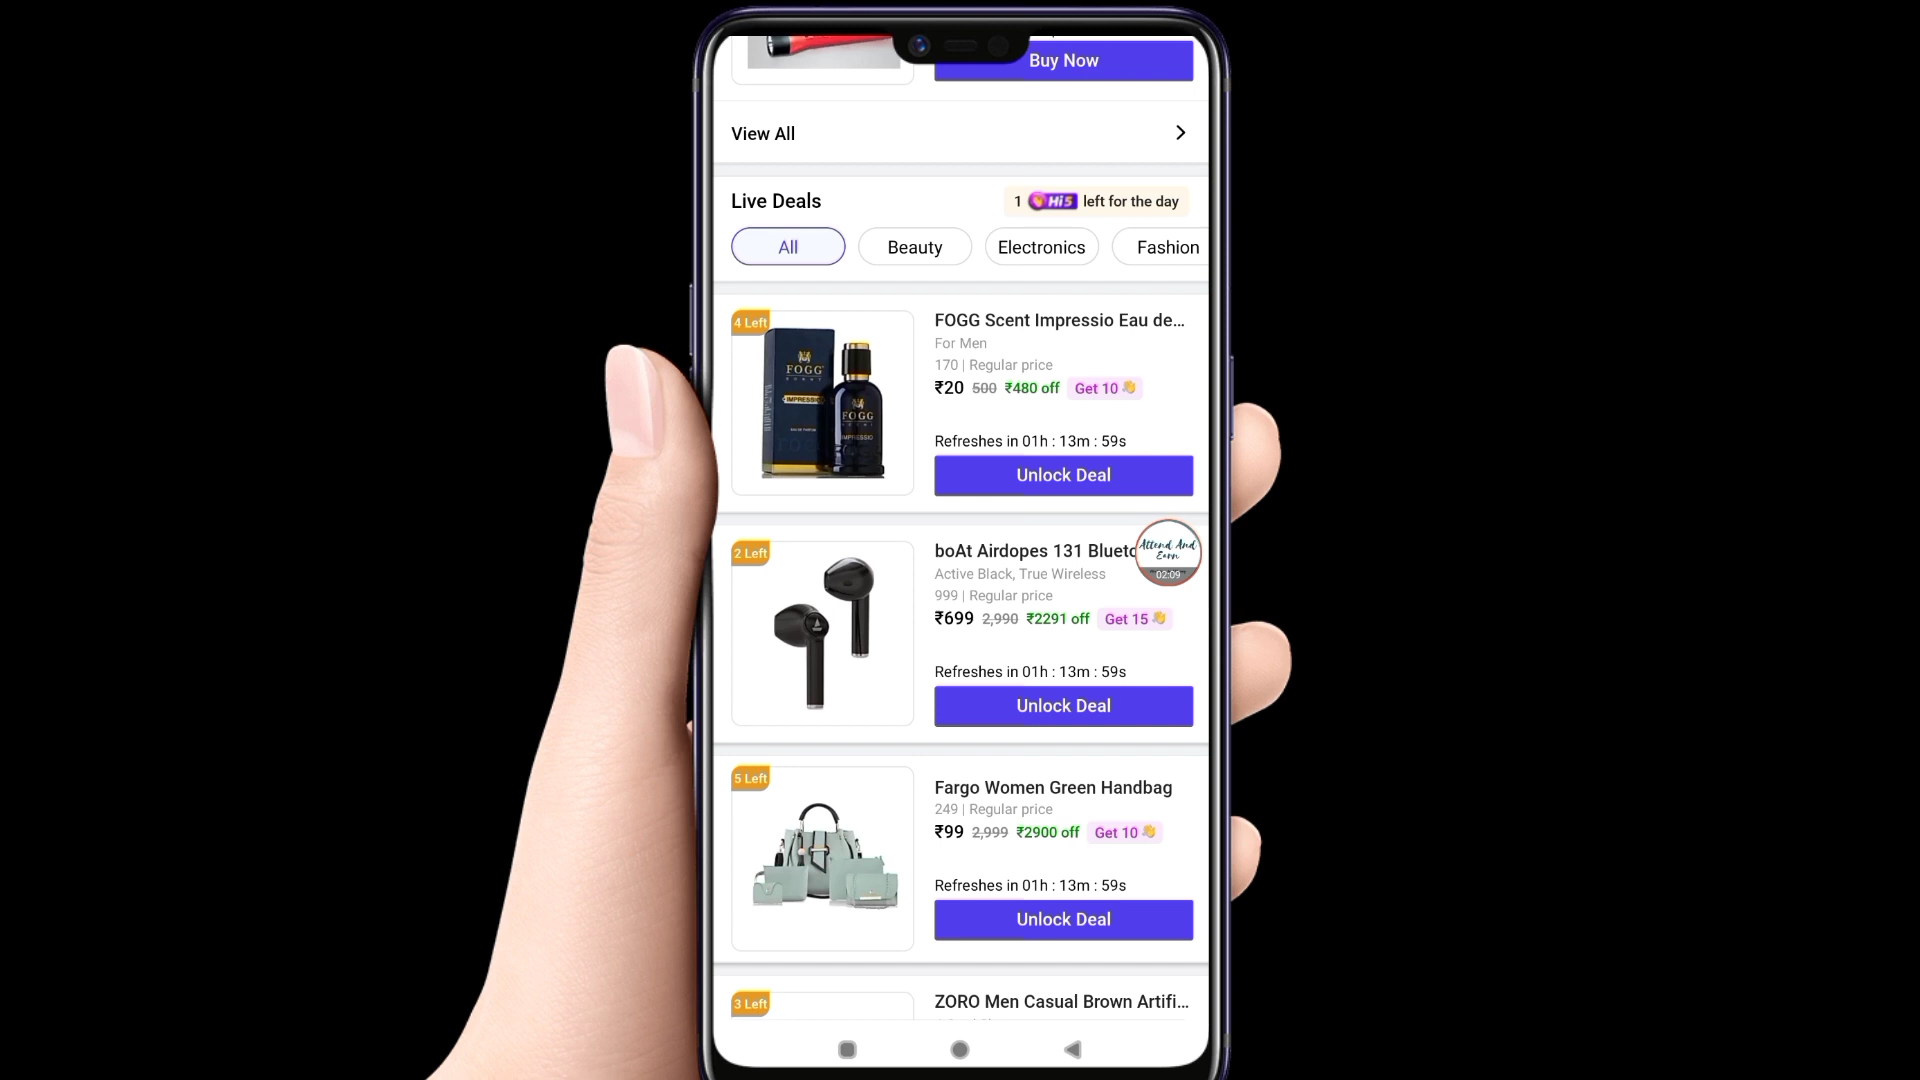 Buy Now
View All
Live Deals
1 Hi5 left for the day
All
Beauty
Electronics
Fashion
4 Left
FOGG
SCENT
IMPRESSIO
FOGG
IMPRESSIO
FOGG Scent Impressio Eau de...
For Men
170 | Regular price
₹20 500 ₹480 off Get 10
Refreshes in 01h : 13m : 59s
Unlock Deal
2 Left
boAt Airdopes 131 Blueto
Active Black, True Wireless
999 | Regular price
₹699 2,990 ₹2291 off Get 15
Refreshes in 01h : 13m : 59s
Unlock Deal
Attend And
Earn
02:09
5 Left
Fargo Women Green Handbag
249 | Regular price
₹99 2,999 ₹2900 off Get 10
Refreshes in 01h : 13m : 59s
Unlock Deal
3 Left
ZORO Men Casual Brown Artifi...